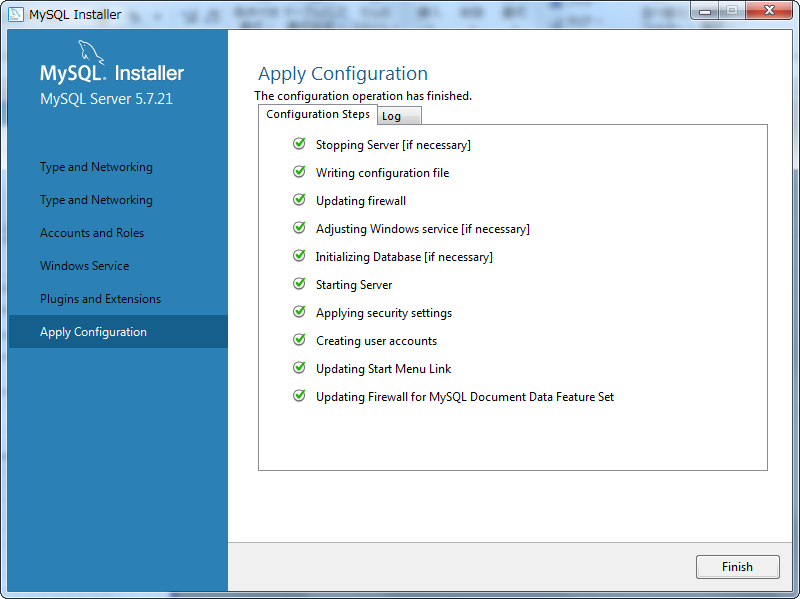 MySQL Installer
MySQL. Installer
MySQL Server 5.7.21
Type and Networking
Type and Networking
Accounts and Roles
Windows Service
Plugins and Extensions
Apply Configuration
Apply Configuration
The configuration operation has finished.
Configuration Steps Log
Stopping Server [if necessary]
Writing configuration file
Updating firewall
Adjusting Windows service [if necessary]
Initializing Database [if necessary]
Starting Server
Applying security settings
Creating user accounts
Updating Start Menu Link
Updating Firewall for MySQL Document Data Feature Set
Finish